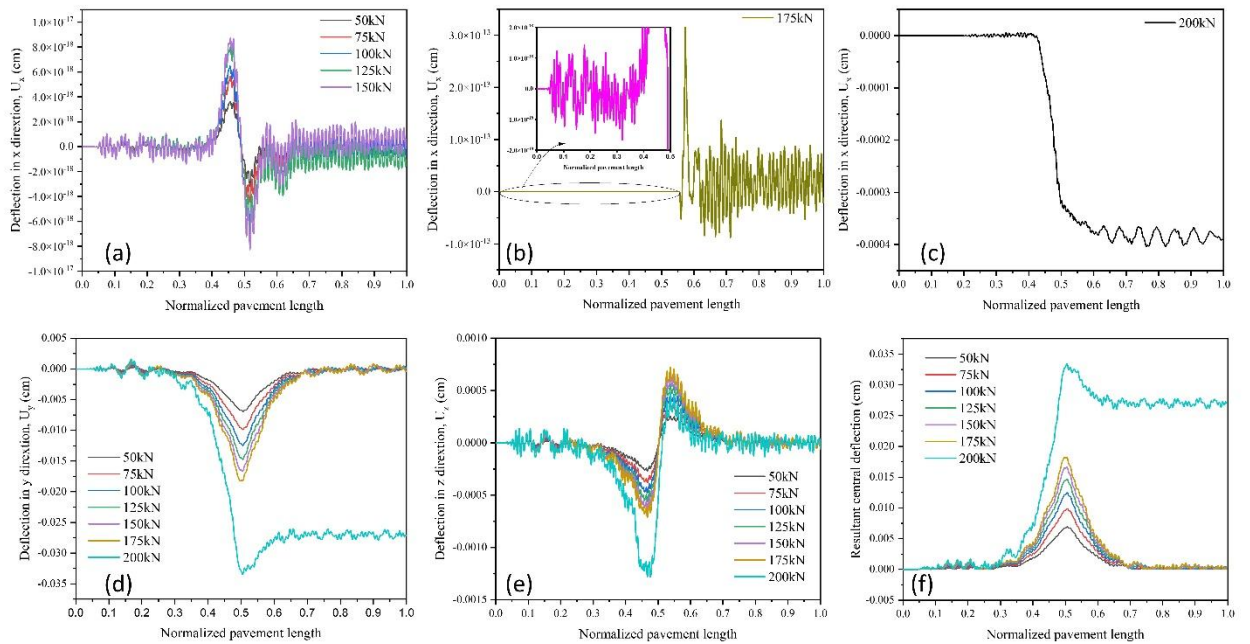 50kN
75kN
100kN
125kN
150kN
1.0×10⁻¹⁷
8.0×10⁻¹⁸
6.0×10⁻¹⁸
4.0×10⁻¹⁸
2.0×10⁻¹⁸
0.0
-2.0×10⁻¹⁸
-4.0×10⁻¹⁸
-6.0×10⁻¹⁸
-8.0×10⁻¹⁸
-1.0×10⁻¹⁷
Deflection in x direction, Uₓ (cm)
(a)
0.0 0.1 0.2 0.3 0.4 0.5 0.6 0.7 0.8 0.9 1.0
Normalized pavement length
175kN
0.0
0.0 0.1 0.2 0.3 0.4 0.5
Normalized pavement length
0.0
Deflection in x direction, Uₓ (cm)
(b)
0.0 0.1 0.2 0.3 0.4 0.5 0.6 0.7 0.8 0.9 1.0
Normalized pavement length
200kN
0.0000
-0.0001
-0.0002
-0.0003
-0.0004
Deflection in x direction, Uₓ (cm)
(c)
0.0 0.1 0.2 0.3 0.4 0.5 0.6 0.7 0.8 0.9 1.0
Normalized pavement length
0.005
0.000
-0.005
-0.010
-0.015
-0.020
-0.025
-0.030
-0.035
Deflection in y direction, Uᵧ (cm)
50kN
75kN
100kN
125kN
150kN
175kN
200kN
(d)
0.0 0.1 0.2 0.3 0.4 0.5 0.6 0.7 0.8 0.9 1.0
Normalized pavement length
0.0010
0.0005
0.0000
-0.0005
-0.0010
-0.0015
Deflection in z direction, U_z (cm)
50kN
75kN
100kN
125kN
150kN
175kN
200kN
(e)
0.0 0.1 0.2 0.3 0.4 0.5 0.6 0.7 0.8 0.9 1.0
Normalized pavement length
50kN
75kN
100kN
125kN
150kN
175kN
200kN
0.035
0.030
0.025
0.020
0.015
0.010
0.005
0.000
-0.005
Resultant central deflection (cm)
(f)
0.0 0.1 0.2 0.3 0.4 0.5 0.6 0.7 0.8 0.9 1.0
Normalized pavement length